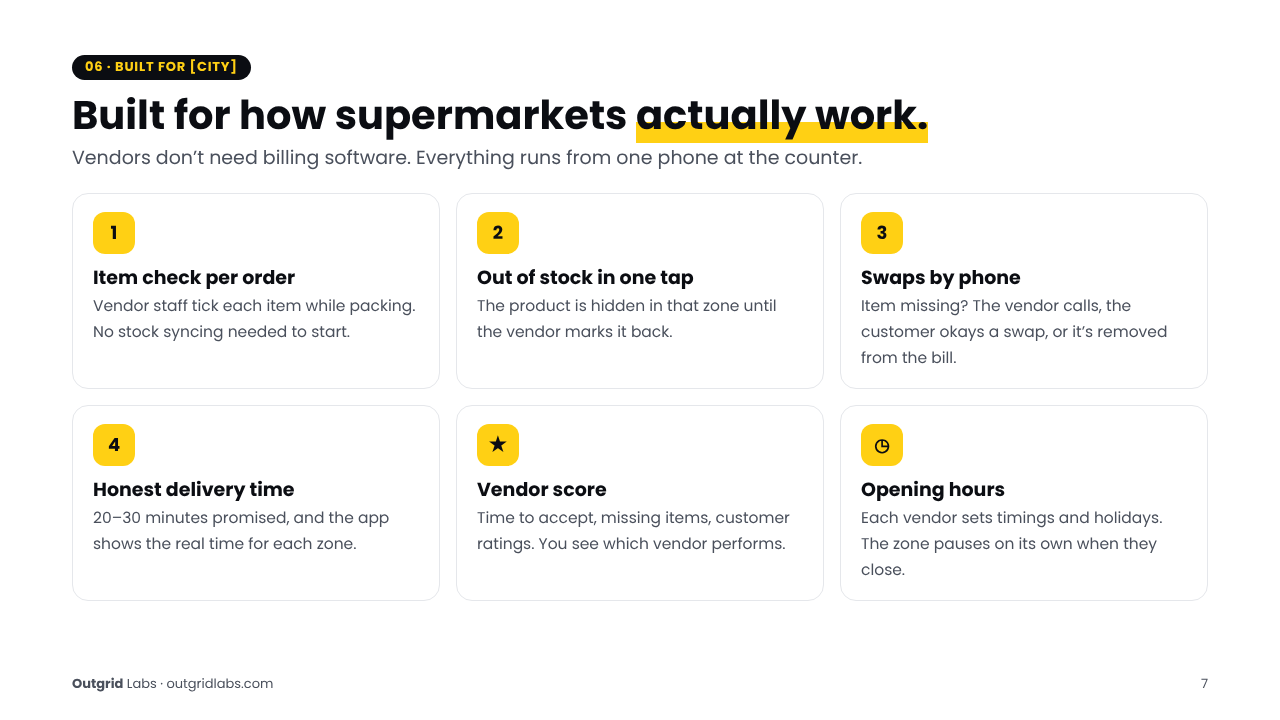 06 · BUILT FOR [CITY]
Built for how supermarkets actually work.
Vendors don’t need billing software. Everything runs from one phone at the counter.
1
Item check per order
Vendor staff tick each item while packing.
No stock syncing needed to start.
2
Out of stock in one tap
The product is hidden in that zone until
the vendor marks it back.
3
Swaps by phone
Item missing? The vendor calls, the
customer okays a swap, or it’s removed
from the bill.
4
Honest delivery time
20–30 minutes promised, and the app
shows the real time for each zone.
★
Vendor score
Time to accept, missing items, customer
ratings. You see which vendor performs.
◷
Opening hours
Each vendor sets timings and holidays.
The zone pauses on its own when they
close.
Outgrid Labs · outgridlabs.com
7